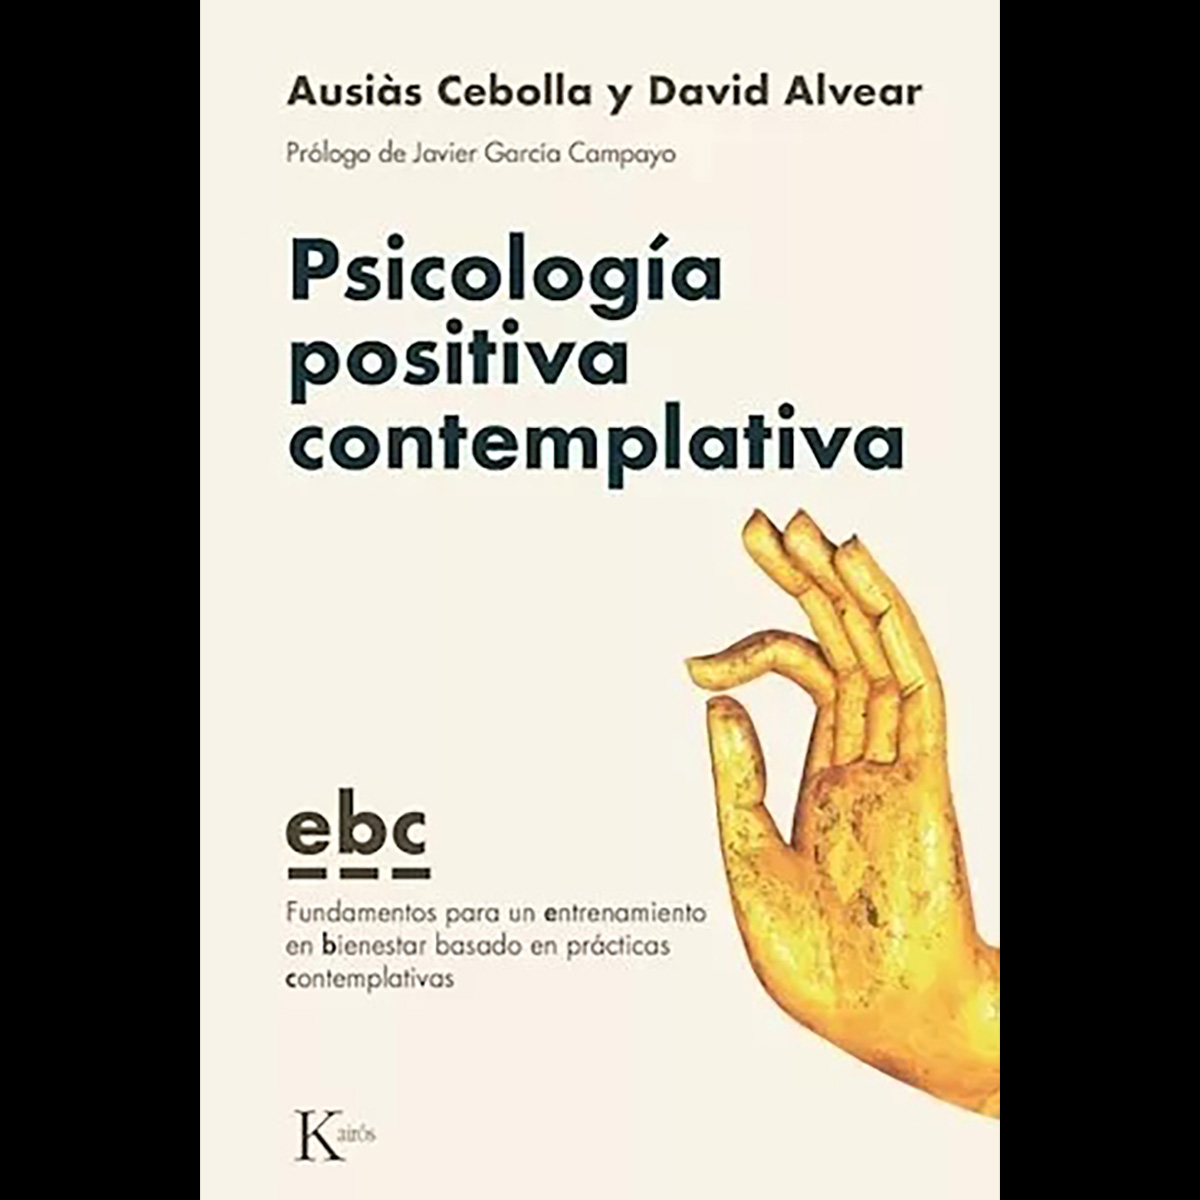 Ausiàs Cebolla y David Alvear
Prólogo de Javier García Campayo
Psicología
positiva
contemplativa
ebc
Fundamentos para un entrenamiento
en bienestar basado en prácticas
contemplativas
Kairós